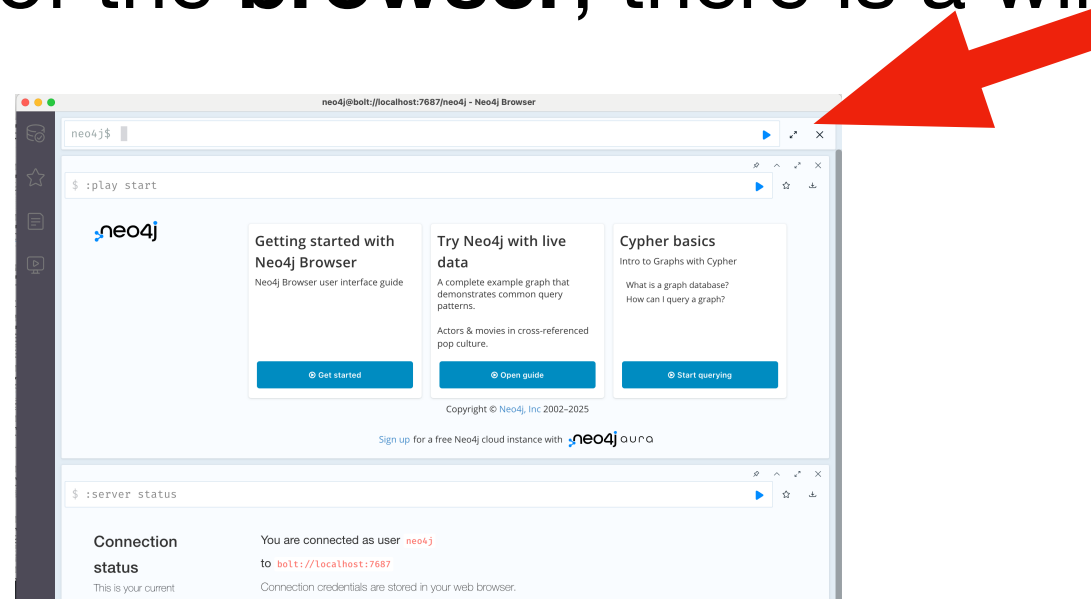 of the browser, there is a wi
neo4j@bolt://localhost:7687/neo4j - Neo4j Browser
neo4j$
$ :play start
neo4j
Getting started with
Neo4j Browser
Neo4j Browser user interface guide
Get started
Try Neo4j with live
data
A complete example graph that
demonstrates common query
patterns.
Actors & movies in cross-referenced
pop culture.
Open guide
Cypher basics
Intro to Graphs with Cypher
What is a graph database?
How can I query a graph?
Start querying
Copyright © Neo4j, Inc 2002–2025
Sign up for a free Neo4j cloud instance with neo4j aura
$ :server status
Connection
status
This is your current
You are connected as user neo4j
to bolt://localhost:7687
Connection credentials are stored in your web browser.